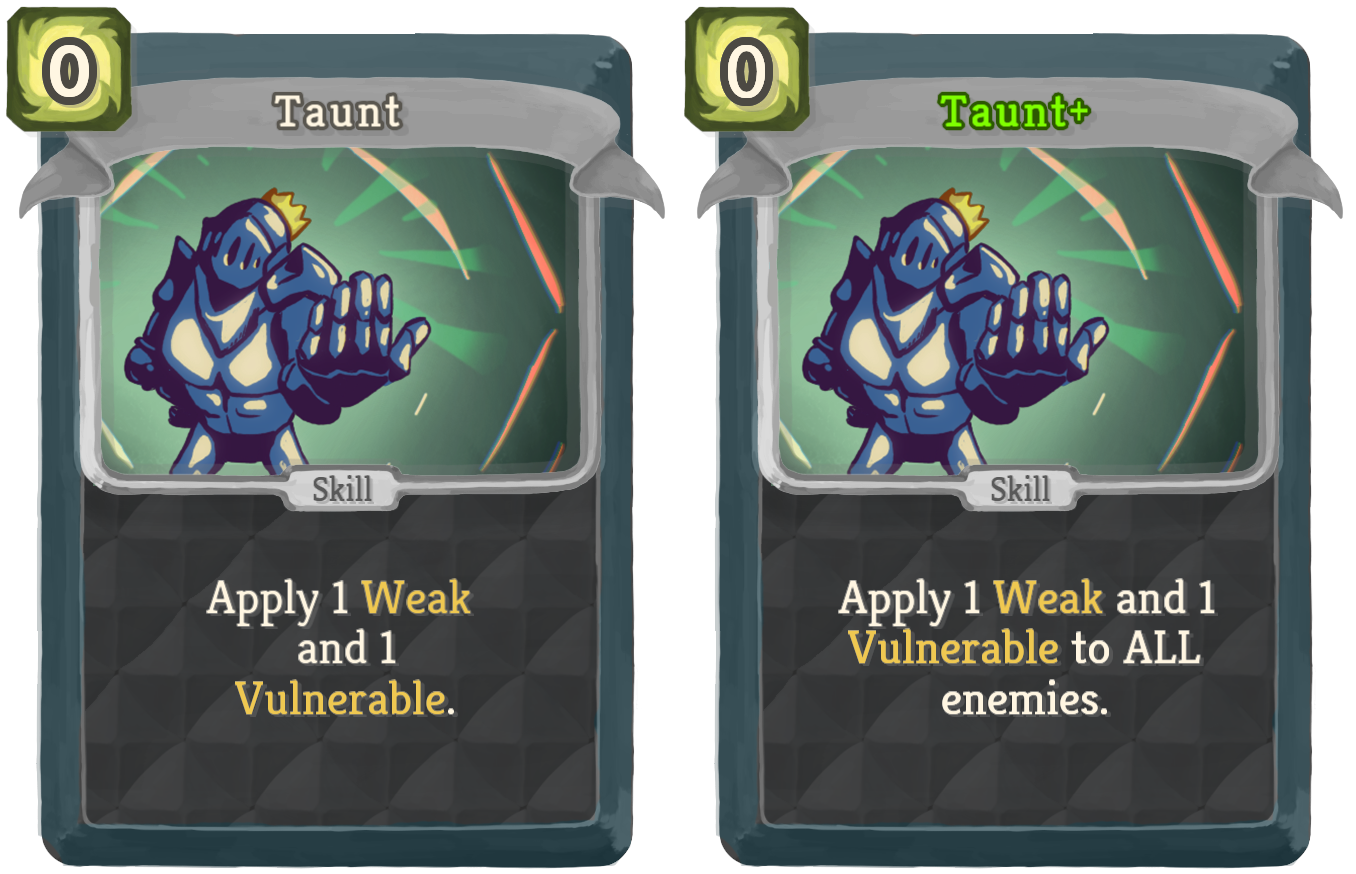 0
Taunt
Skill
Apply 1 Weak
and 1
Vulnerable.
0
Taunt+
Skill
Apply 1 Weak and 1
Vulnerable to ALL
enemies.